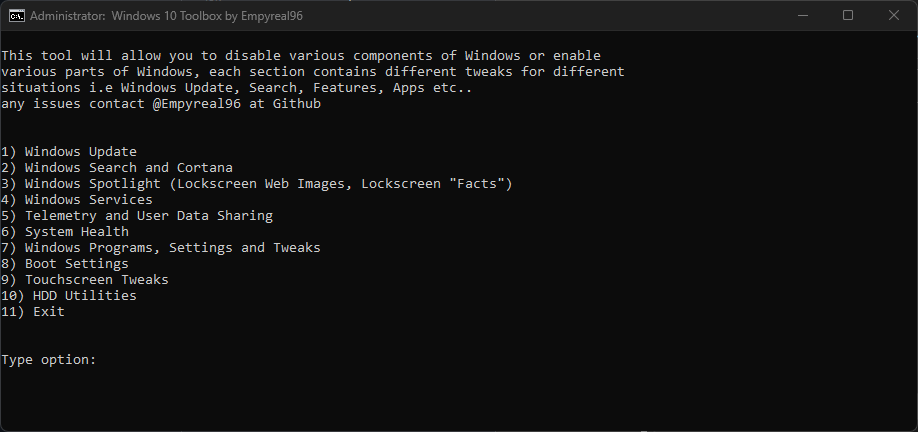 Administrator:  Windows 10 Toolbox by Empyreal96
This tool will allow you to disable various components of Windows or enable
various parts of Windows, each section contains different tweaks for different
situations i.e Windows Update, Search, Features, Apps etc..
any issues contact @Empyreal96 at Github
1) Windows Update
2) Windows Search and Cortana
3) Windows Spotlight (Lockscreen Web Images, Lockscreen "Facts")
4) Windows Services
5) Telemetry and User Data Sharing
6) System Health
7) Windows Programs, Settings and Tweaks
8) Boot Settings
9) Touchscreen Tweaks
10) HDD Utilities
11) Exit
Type option: